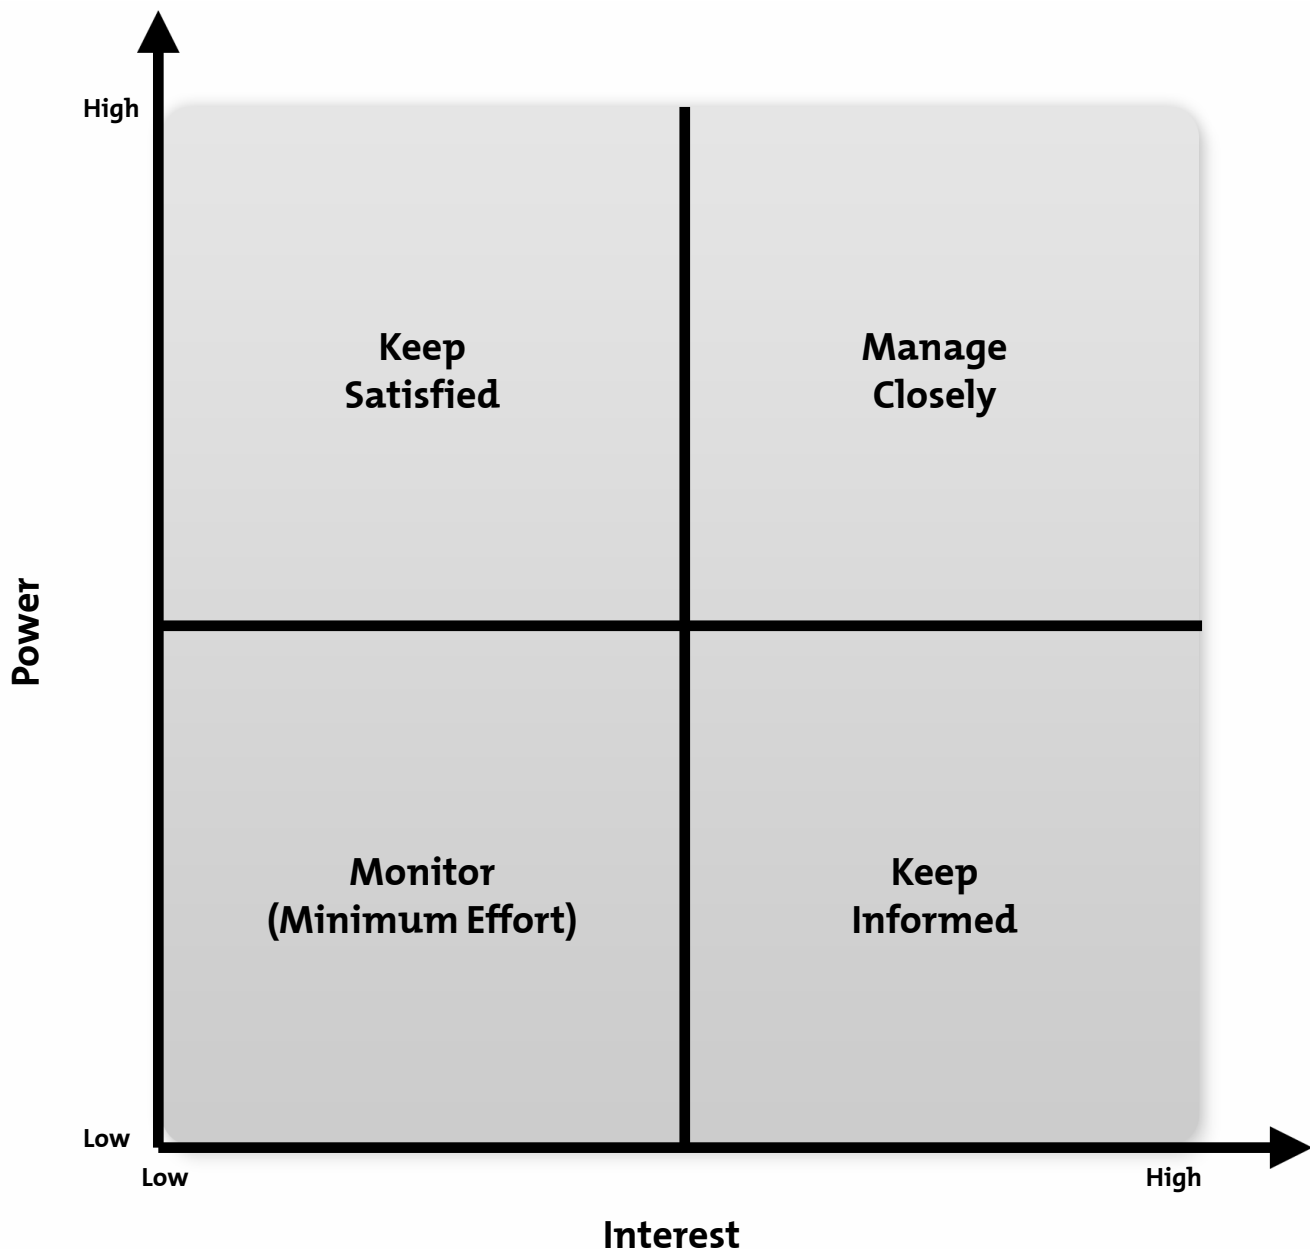 High
Keep
Satisfied
Manage
Closely
Power
Monitor
(Minimum Effort)
Keep
Informed
Low
Low
High
Interest